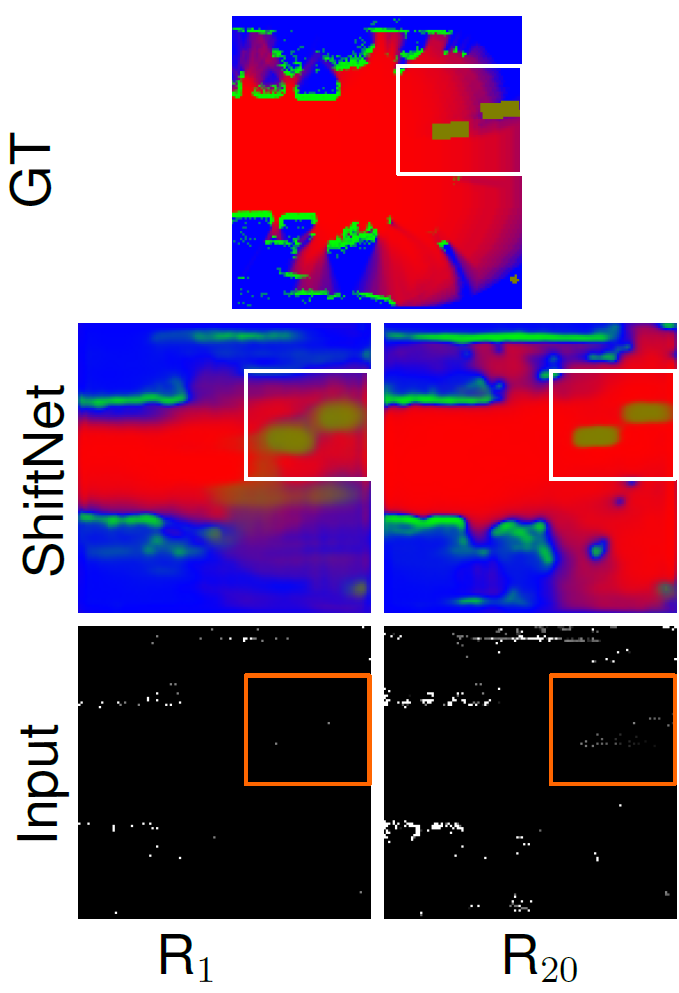 GT
ShiftNet
Input
R₁
R₂₀